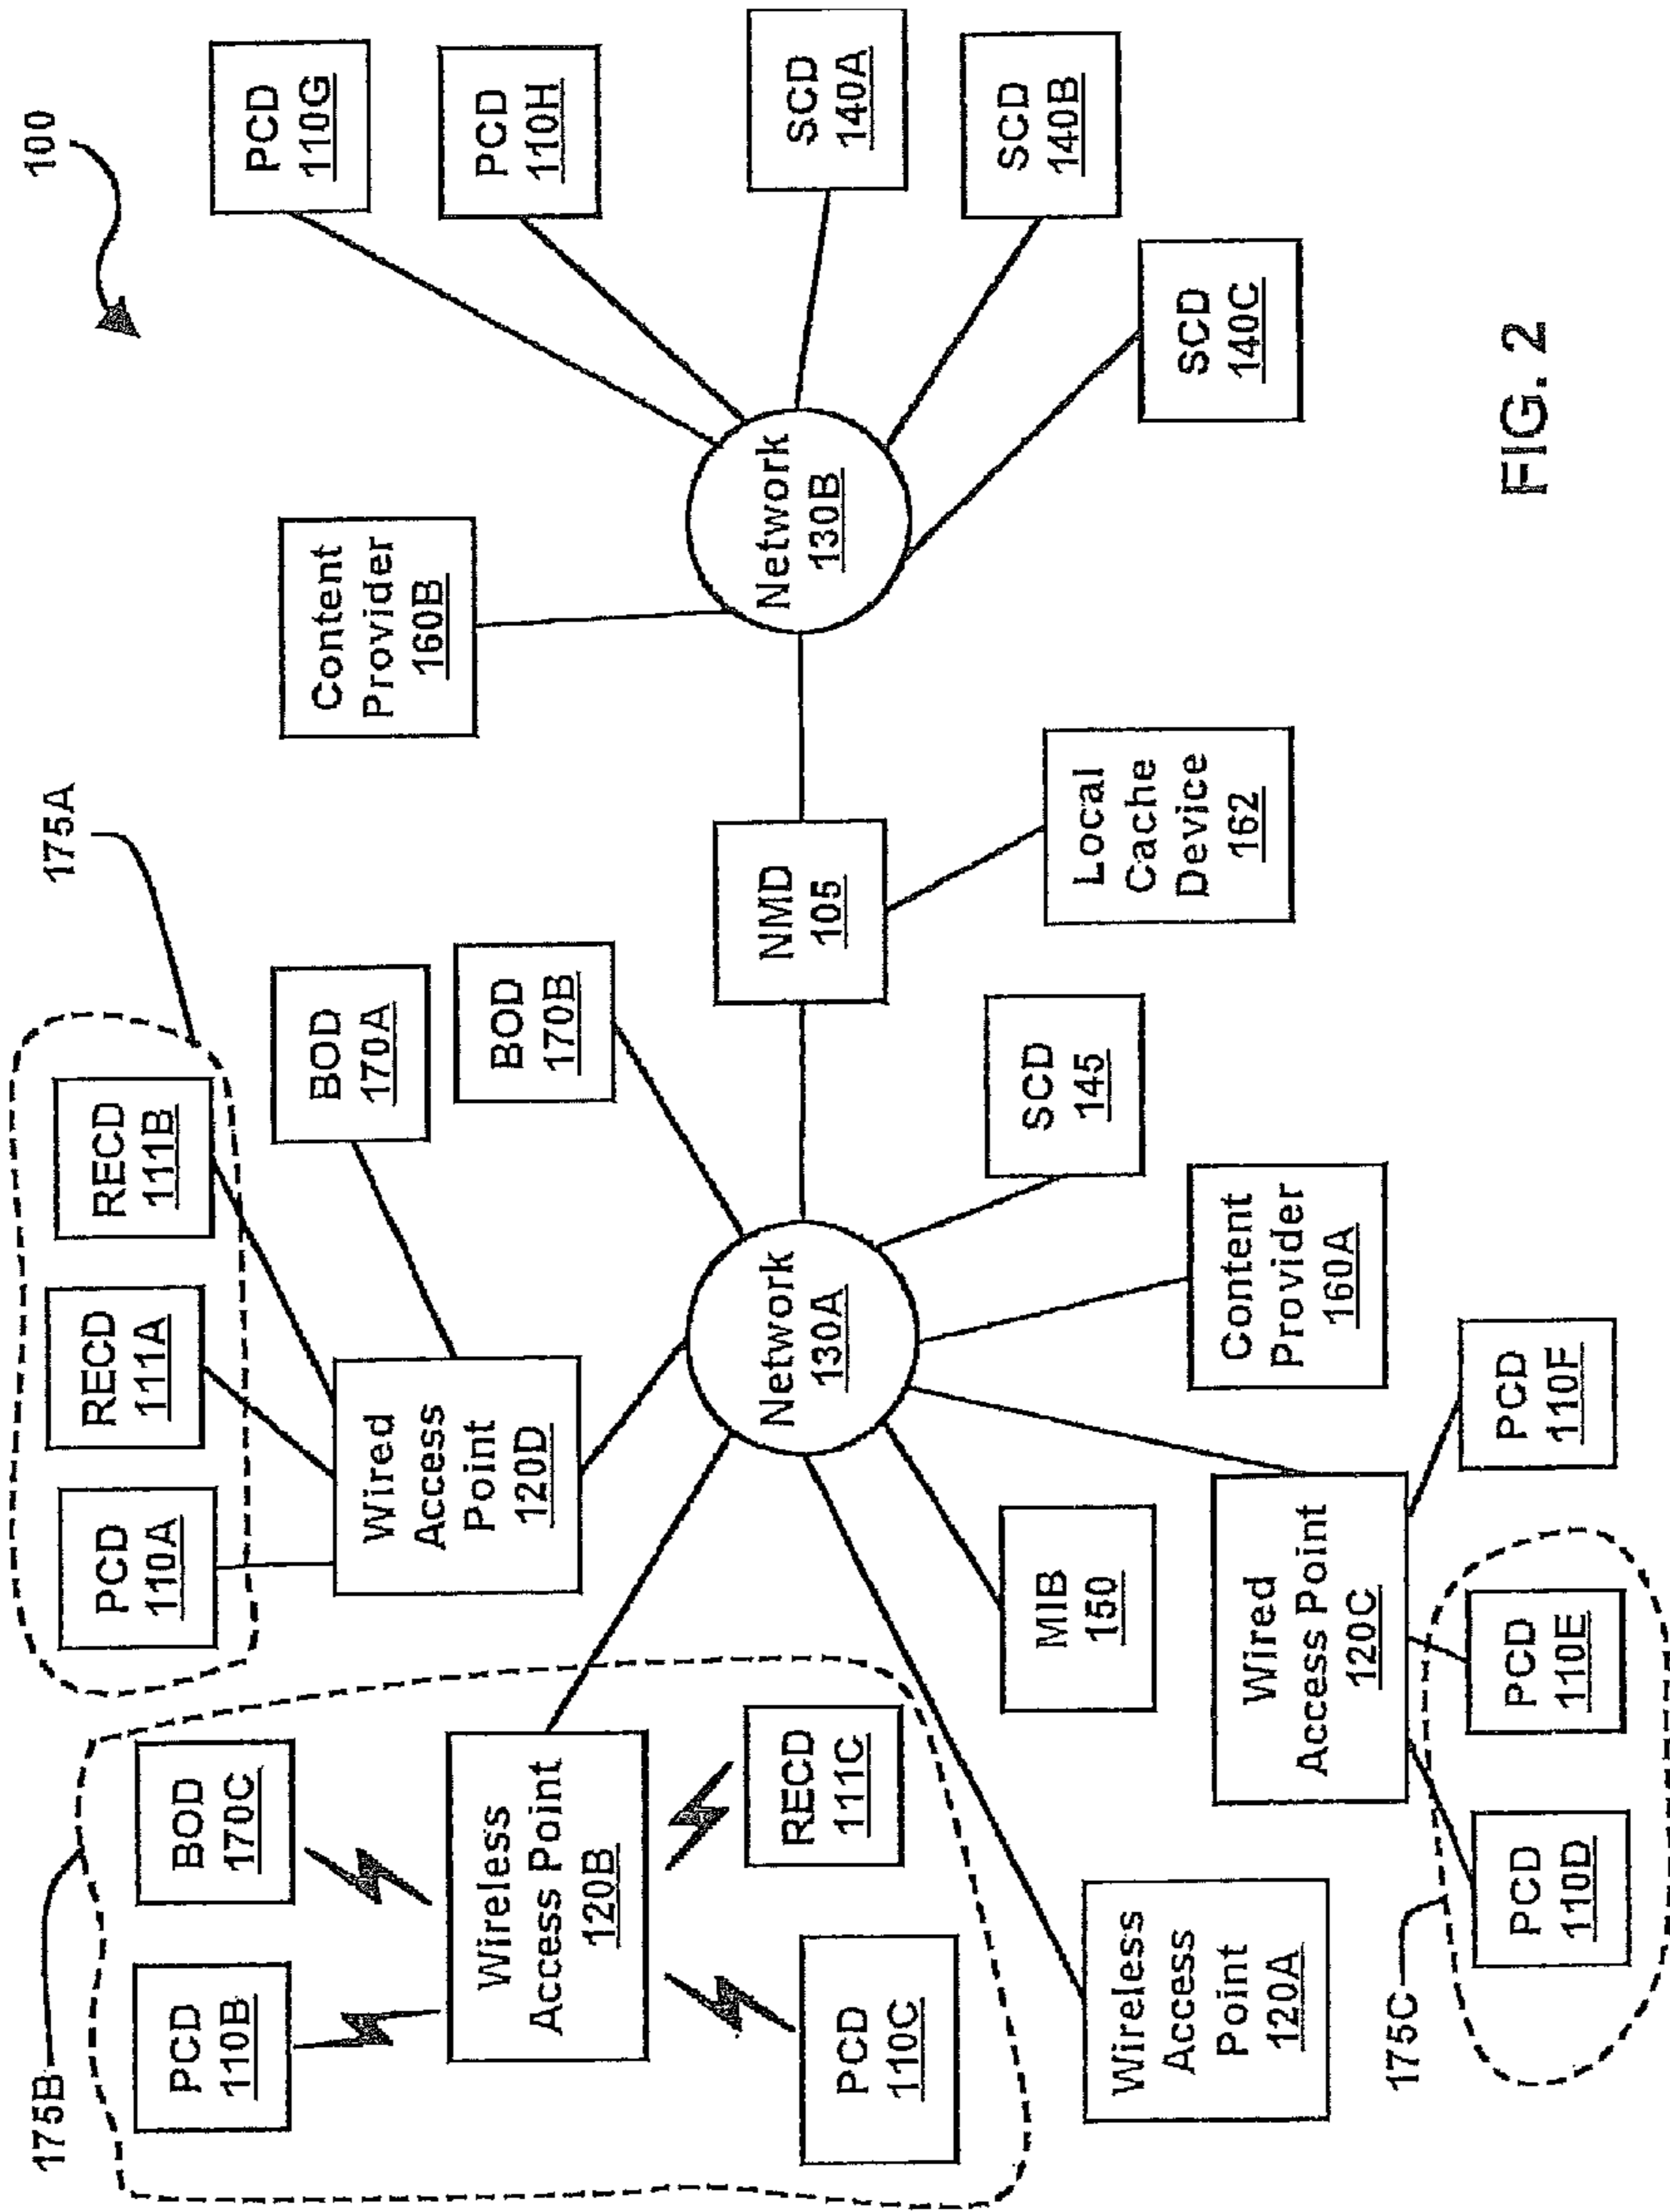 100
175A
175B
PCD
110B
BOD
170C
PCD
110A
RECD
111A
RECD
111B
BOD
170A
BOD
170B
Content
Provider
160B
PCD
110G
PCD
110H
SCD
140A
SCD
140B
SCD
140C
Wireless
Access Point
120B
Wired
Access
Point
120D
PCD
110C
RECD
111C
Network
130A
NMD
105
Network
130B
Wireless
Access
Point
120A
MIB
150
SCD
145
Local
Cache
Device
162
Wired
Access Point
120C
Content
Provider
160A
175C
PCD
110D
PCD
110E
PCD
110F
FIG. 2